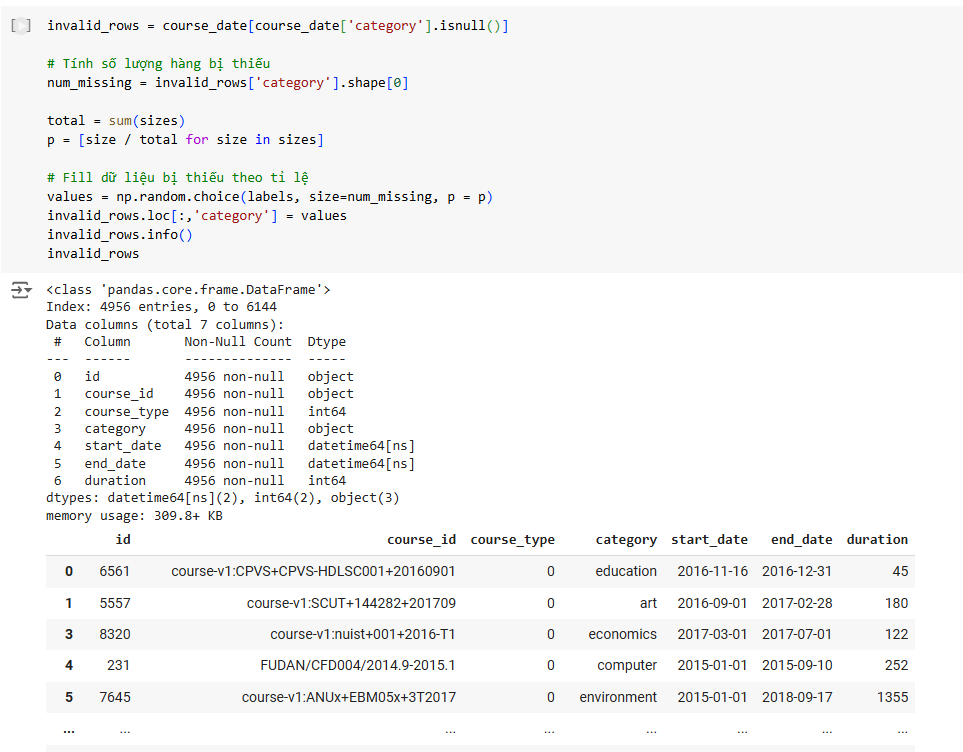 [ ] invalid_rows = course_date[course_date['category'].isnull()]
# Tính số lượng hàng bị thiếu
num_missing = invalid_rows['category'].shape[0]
total = sum(sizes)
p = [size / total for size in sizes]
# Fill dữ liệu bị thiếu theo tỉ lệ
values = np.random.choice(labels, size=num_missing, p = p)
invalid_rows.loc[:,'category'] = values
invalid_rows.info()
invalid_rows
<class 'pandas.core.frame.DataFrame'>
Index: 4956 entries, 0 to 6144
Data columns (total 7 columns):
# Column Non-Null Count Dtype
--- ------ -------------- -----
0 id 4956 non-null object
1 course_id 4956 non-null object
2 course_type 4956 non-null int64
3 category 4956 non-null object
4 start_date 4956 non-null datetime64[ns]
5 end_date 4956 non-null datetime64[ns]
6 duration 4956 non-null int64
dtypes: datetime64[ns](2), int64(2), object(3)
memory usage: 309.8+ KB
id course_id course_type category start_date end_date duration
0 6561 course-v1:CPVS+CPVS-HDLSC001+20160901 0 education 2016-11-16 2016-12-31 45
1 5557 course-v1:SCUT+144282+201709 0 art 2016-09-01 2017-02-28 180
3 8320 course-v1:nuist+001+2016-T1 0 economics 2017-03-01 2017-07-01 122
4 231 FUDAN/CFD004/2014.9-2015.1 0 computer 2015-01-01 2015-09-10 252
5 7645 course-v1:ANUx+EBM05x+3T2017 0 environment 2015-01-01 2018-09-17 1355
... ... ... ... ... ... ... ...